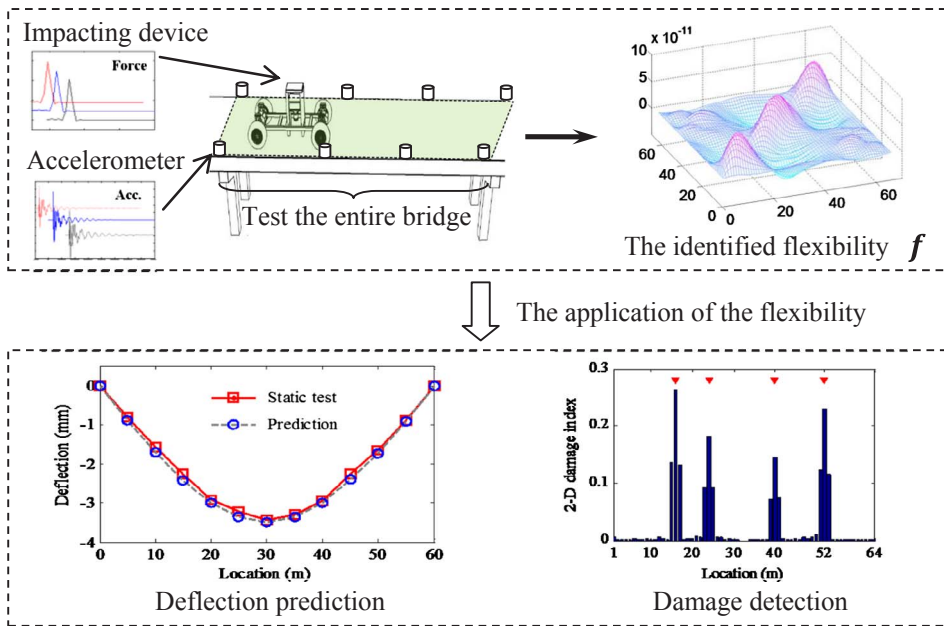 Impacting device
Force
Accelerometer
Acc.
Test the entire bridge
x 10⁻¹¹
10
5
0
60
40
20
0
0
20
40
60
The identified flexibility f
The application of the flexibility
Deflection (mm)
0
-1
-2
-3
-4
Static test
Prediction
0 10 20 30 40 50 60
Location (m)
Deflection prediction
2-D damage index
0.3
0.2
0.1
0
1 10 20 30 40 52 64
Location (m)
Damage detection